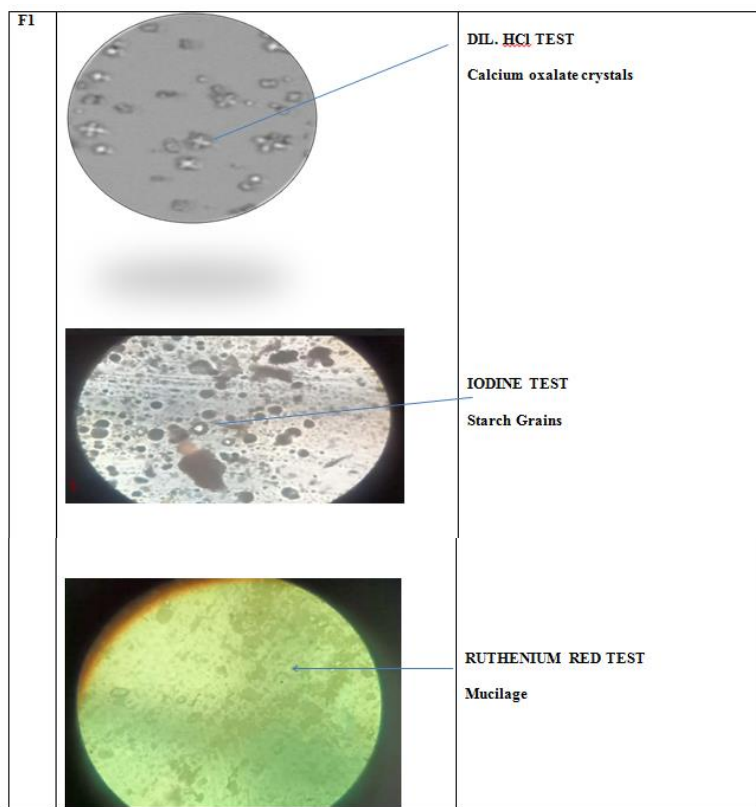 F1
DIL. HCl TEST
Calcium oxalate crystals
IODINE TEST
Starch Grains
RUTHENIUM RED TEST
Mucilage